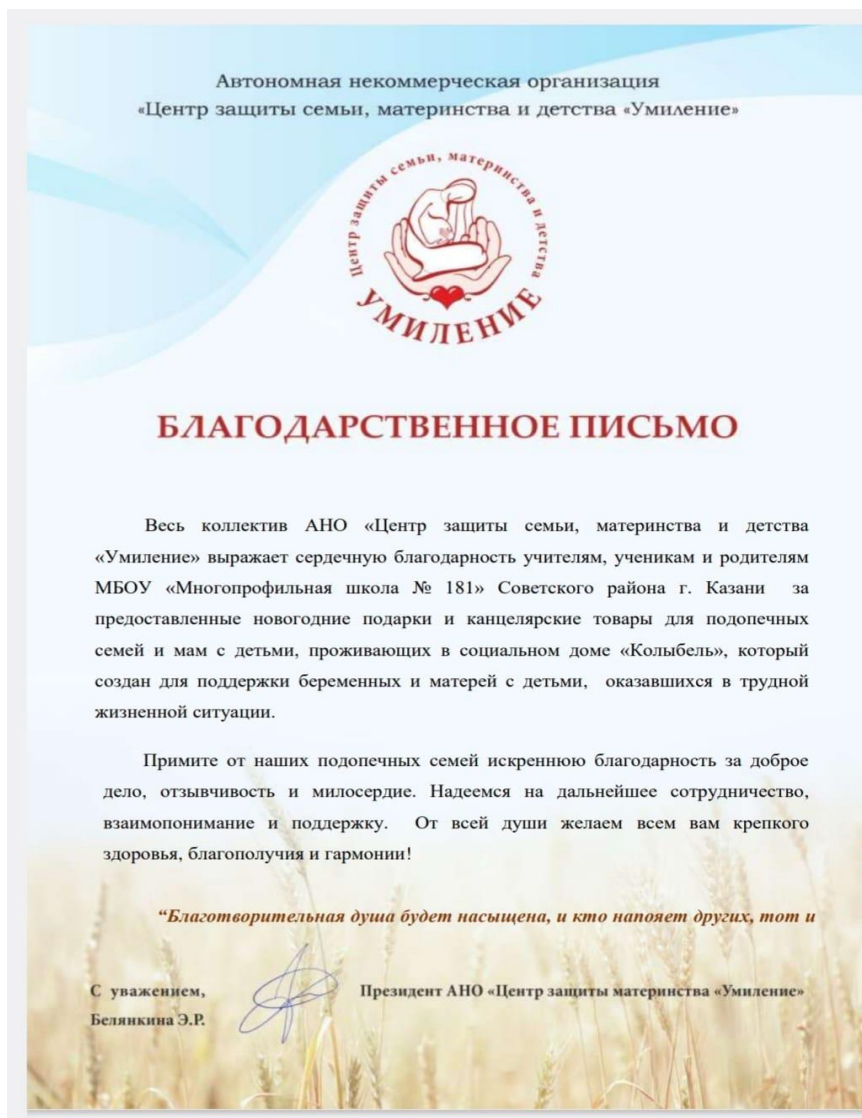 Автономная некоммерческая организация
«Центр защиты семьи, материнства и детства «Умиление»
Центр защиты семьи, материнства и детства
УМИЛЕНИЕ
БЛАГОДАРСТВЕННОЕ ПИСЬМО
Весь коллектив АНО «Центр защиты семьи, материнства и детства
«Умиление» выражает сердечную благодарность учителям, ученикам и родителям
МБОУ «Многопрофильная школа № 181» Советского района г. Казани за
предоставленные новогодние подарки и канцелярские товары для подопечных
семей и мам с детьми, проживающих в социальном доме «Колыбель», который
создан для поддержки беременных и матерей с детьми, оказавшихся в трудной
жизненной ситуации.
Примите от наших подопечных семей искреннюю благодарность за доброе
дело, отзывчивость и милосердие. Надеемся на дальнейшее сотрудничество,
взаимопонимание и поддержку. От всей души желаем всем вам крепкого
здоровья, благополучия и гармонии!
“Благотворительная душа будет насыщена, и кто напояет других, тот и
С уважением, Президент АНО «Центр защиты материнства «Умиление»
Белянкина Э.Р.